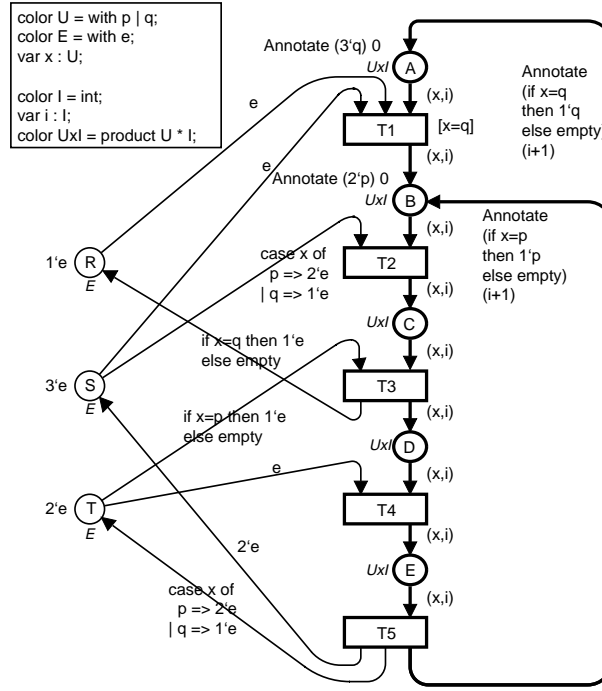 color U = with p | q;
color E = with e;
var x : U;
color I = int;
var i : I;
color UxI = product U * I;
Annotate (3‘q) 0
UxI
A
(x,i)
Annotate
(if x=q
then 1‘q
else empty)
(i+1)
e
T1
[x=q]
(x,i)
e
Annotate (2‘p) 0
UxI
B
(x,i)
Annotate
(if x=p
then 1‘p
else empty)
(i+1)
1‘e
R
E
case x of
p => 2‘e
| q => 1‘e
T2
(x,i)
UxI
C
(x,i)
if x=q then 1‘e
else empty
3‘e
S
E
T3
(x,i)
if x=p then 1‘e
else empty
UxI
D
(x,i)
e
2‘e
T
E
T4
(x,i)
2‘e
UxI
E
(x,i)
case x of
p => 2‘e
| q => 1‘e
T5